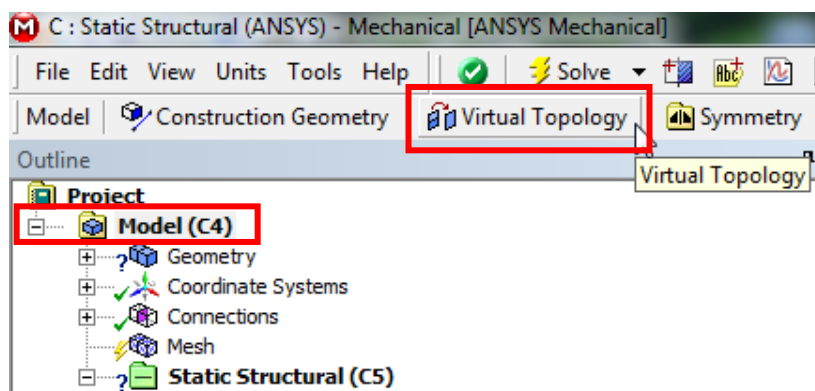 C : Static Structural (ANSYS) - Mechanical [ANSYS Mechanical]
File Edit View Units Tools Help Solve Abc
Model Construction Geometry Virtual Topology Symmetry
Outline
Virtual Topology
Project
Model (C4)
Geometry
Coordinate Systems
Connections
Mesh
Static Structural (C5)